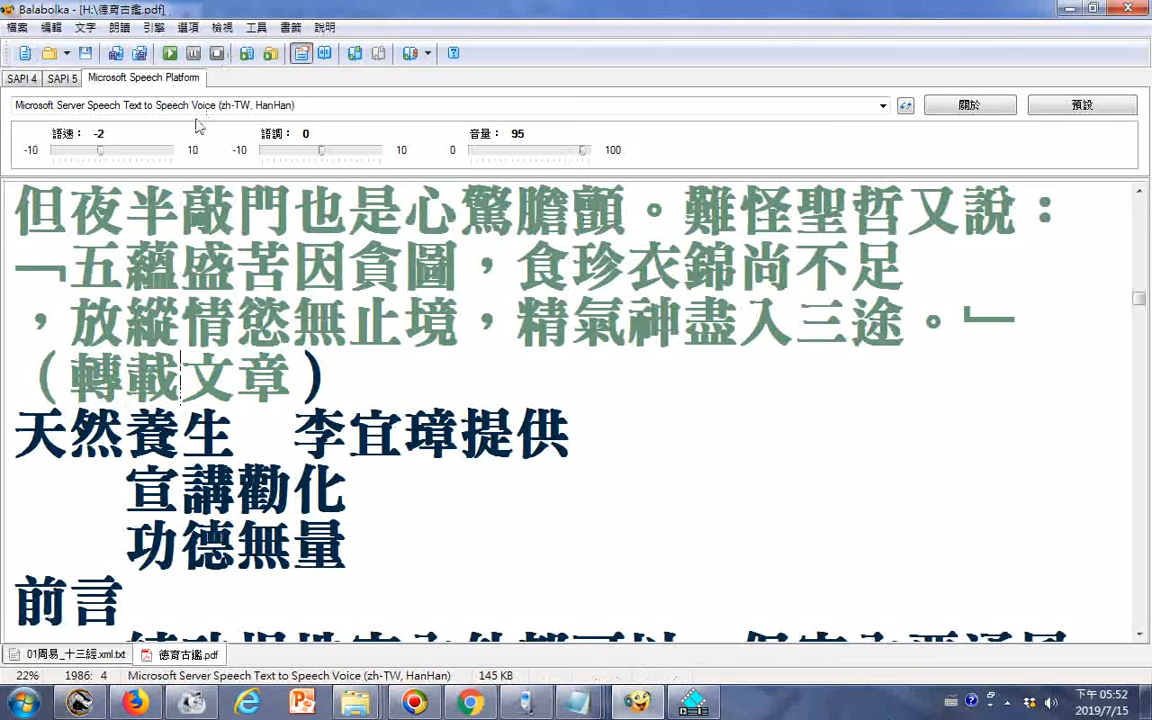 Balabolka - [H:\德育古鑑.pdf]
檔案 編輯 文字 朗讀 引擎 選項 檢視 工具 書籤 說明
SAPI 4 SAPI 5 Microsoft Speech Platform
Microsoft Server Speech Text to Speech Voice (zh-TW, HanHan) 關於 預設
語速： -2 語調： 0 音量： 95
-10 10 -10 10 0 100
但夜半敲門也是心驚膽顫。難怪聖哲又說：
﹁五蘊盛苦因貪圖，食珍衣錦尚不足
，放縱情慾無止境，精氣神盡入三途。﹂
（轉載文章）
天然養生　李宜璋提供
宣講勸化
功德無量
前言
01周易_十三經.xml.txt 德育古鑑.pdf
22% 1986: 4 Microsoft Server Speech Text to Speech Voice (zh-TW, HanHan) 145 KB
下午 05:52
2019/7/15